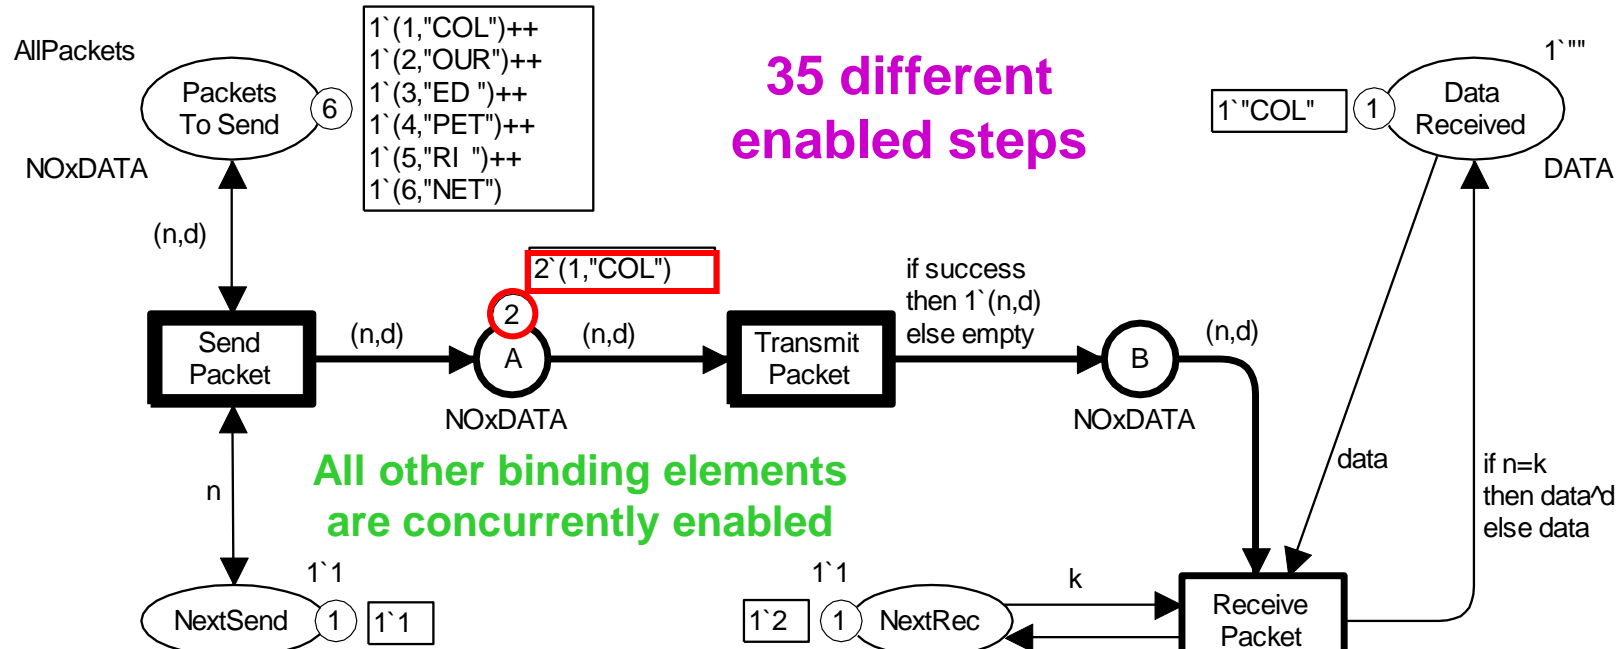 AllPackets
Packets
To Send
6
1`(1,"COL")++
1`(2,"OUR")++
1`(3,"ED ")++
1`(4,"PET")++
1`(5,"RI  ")++
1`(6,"NET")
NOxDATA
35 different
enabled steps
1`""
1`"COL"
1
Data
Received
DATA
(n,d)
2`(1,"COL")
2
Send
Packet
(n,d)
A
NOxDATA
(n,d)
Transmit
Packet
if success
then 1`(n,d)
else empty
B
NOxDATA
(n,d)
All other binding elements
are concurrently enabled
data
if n=k
then data^d
else data
n
1`1
NextSend
1
1`1
1`1
1`2
1
NextRec
k
Receive
Packet